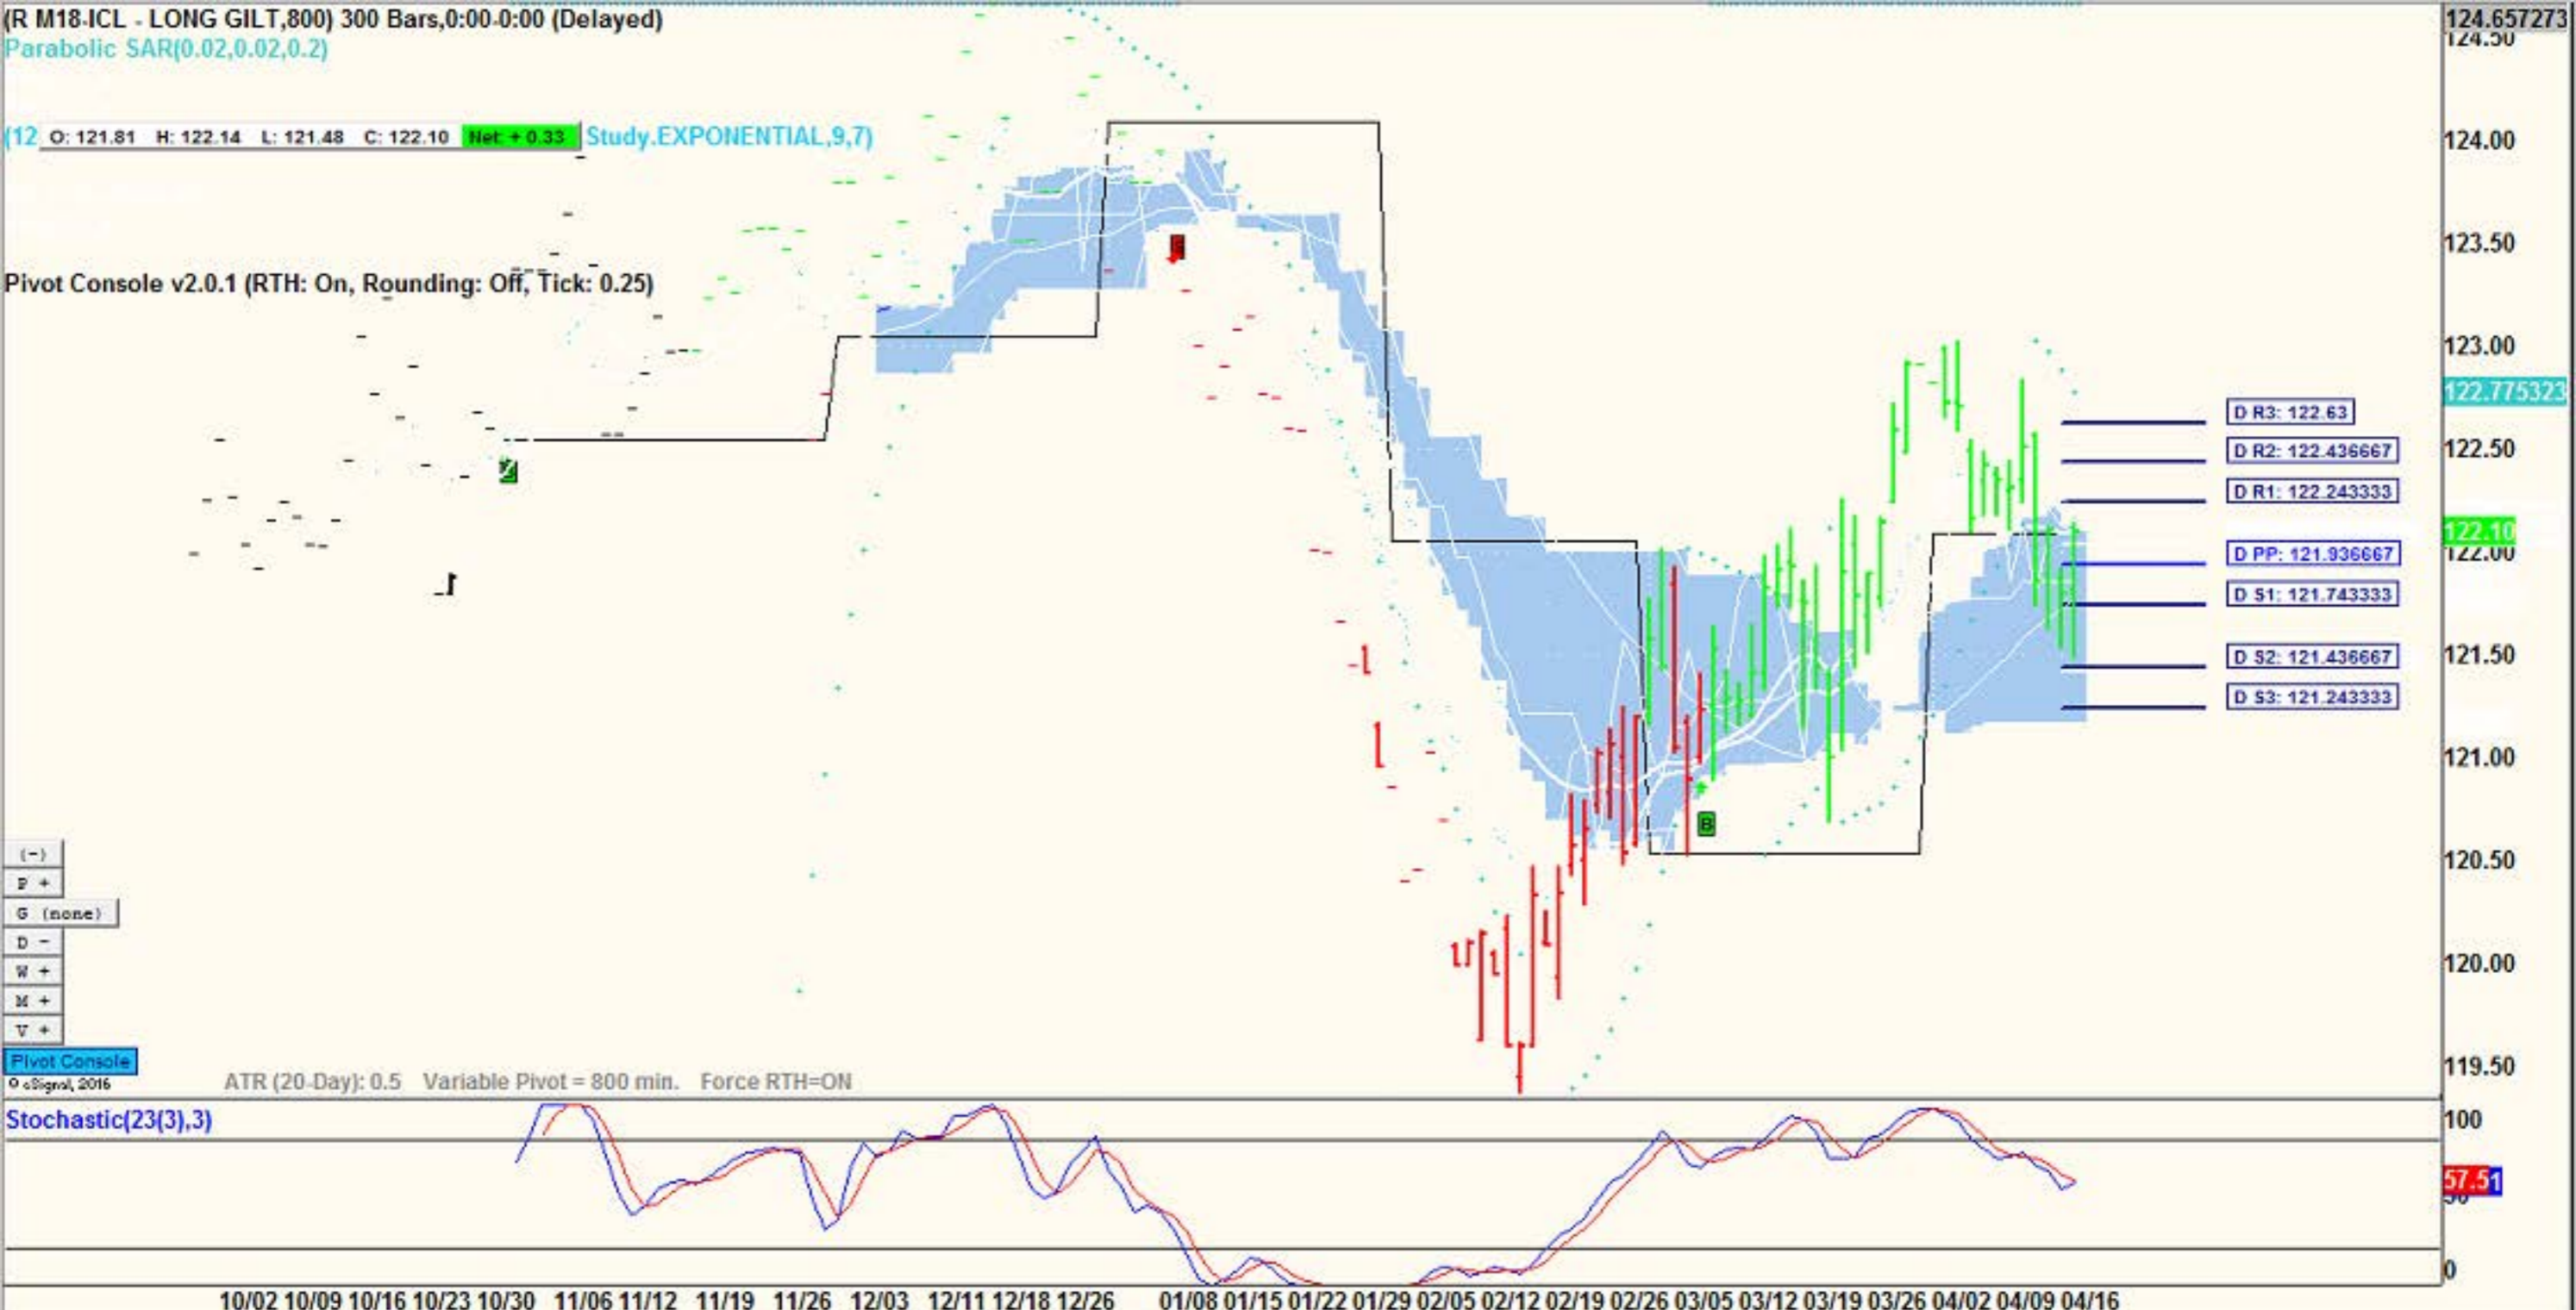 (R M18-ICL - LONG GILT,800) 300 Bars,0:00-0:00 (Delayed)
Parabolic SAR(0.02,0.02,0.2)
(12 O: 121.81 H: 122.14 L: 121.48 C: 122.10 Net: + 0.33 Study.EXPONENTIAL,9,7)
Pivot Console v2.0.1 (RTH: On, Rounding: Off, Tick: 0.25)
124.657273
124.50
124.00
123.50
123.00
122.775323
122.50
122.10
122.00
121.50
121.00
120.50
120.00
119.50
D R3: 122.63
D R2: 122.436667
D R1: 122.243333
D PP: 121.936667
D S1: 121.743333
D S2: 121.436667
D S3: 121.243333
B
(-)
P +
G (none)
D -
W +
M +
V +
Pivot Console
© eSignal, 2016
ATR (20-Day): 0.5 Variable Pivot = 800 min. Force RTH=ON
Stochastic(23(3),3)
100
57.51
0
10/02 10/09 10/16 10/23 10/30 11/06 11/12 11/19 11/26 12/03 12/11 12/18 12/26 01/08 01/15 01/22 01/29 02/05 02/12 02/19 02/26 03/05 03/12 03/19 03/26 04/02 04/09 04/16